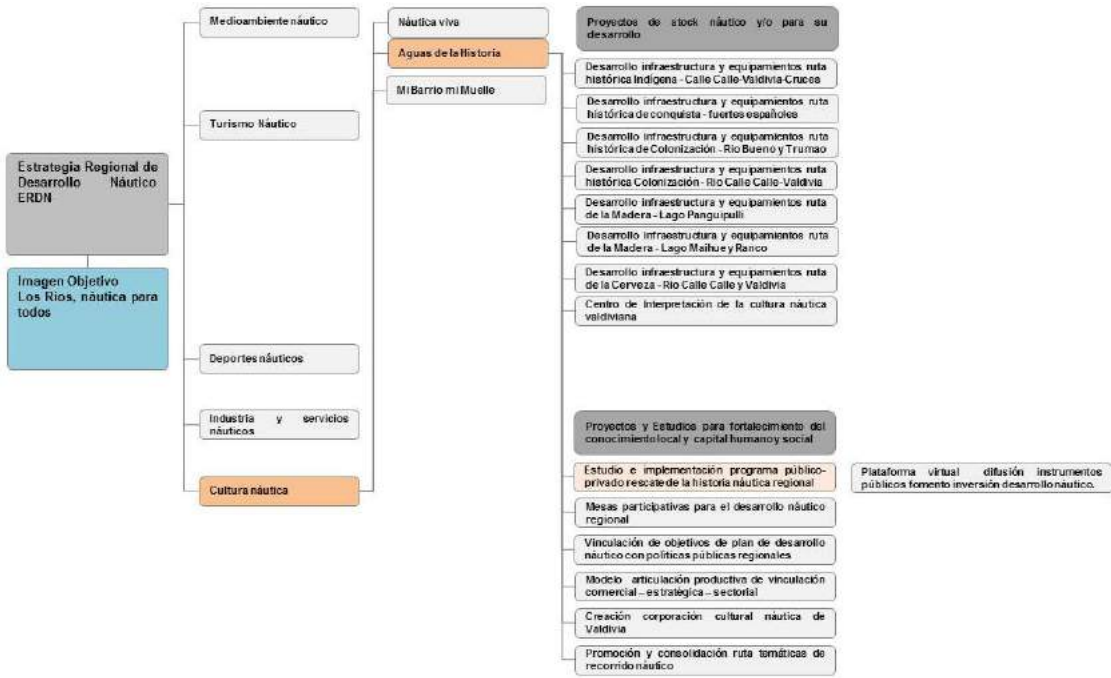 Estrategia Regional de
Desarrollo Náutico
ERDN
Imagen Objetivo
Los Ríos, náutica para
todos
Medioambiente náutico
Turismo Náutico
Deportes náuticos
Industria y servicios
náuticos
Cultura náutica
Náutica viva
Aguas de la Historia
Mi Barrio mi Muelle
Proyectos de stock náutico y/o para su
desarrollo
Desarrollo infraestructura y equipamientos ruta
histórica Indígena - Calle Calle-Valdivia-Cruces
Desarrollo infraestructura y equipamientos ruta
histórica de conquista - fuertes españoles
Desarrollo infraestructura y equipamientos ruta
histórica de Colonización - Río Bueno y Trumao
Desarrollo infraestructura y equipamientos ruta
histórica Colonización - Río Calle Calle-Valdivia
Desarrollo infraestructura y equipamientos ruta
de la Madera - Lago Panguipulli
Desarrollo infraestructura y equipamientos ruta
de la Madera - Lago Maihue y Ranco
Desarrollo infraestructura y equipamientos ruta
de la Cerveza - Río Calle Calle y Valdivia
Centro de Interpretación de la cultura náutica
valdiviana
Proyectos y Estudios para fortalecimiento del
conocimiento local y capital humano y social
Estudio e implementación programa público-
privado rescate de la historia náutica regional
Mesas participativas para el desarrollo náutico
regional
Vinculación de objetivos de plan de desarrollo
náutico con políticas públicas regionales
Modelo articulación productiva de vinculación
comercial – estratégica – sectorial
Creación corporación cultural náutica de
Valdivia
Promoción y consolidación ruta temáticas de
recorrido náutico
Plataforma virtual difusión instrumentos
públicos fomento inversión desarrollo náutico.